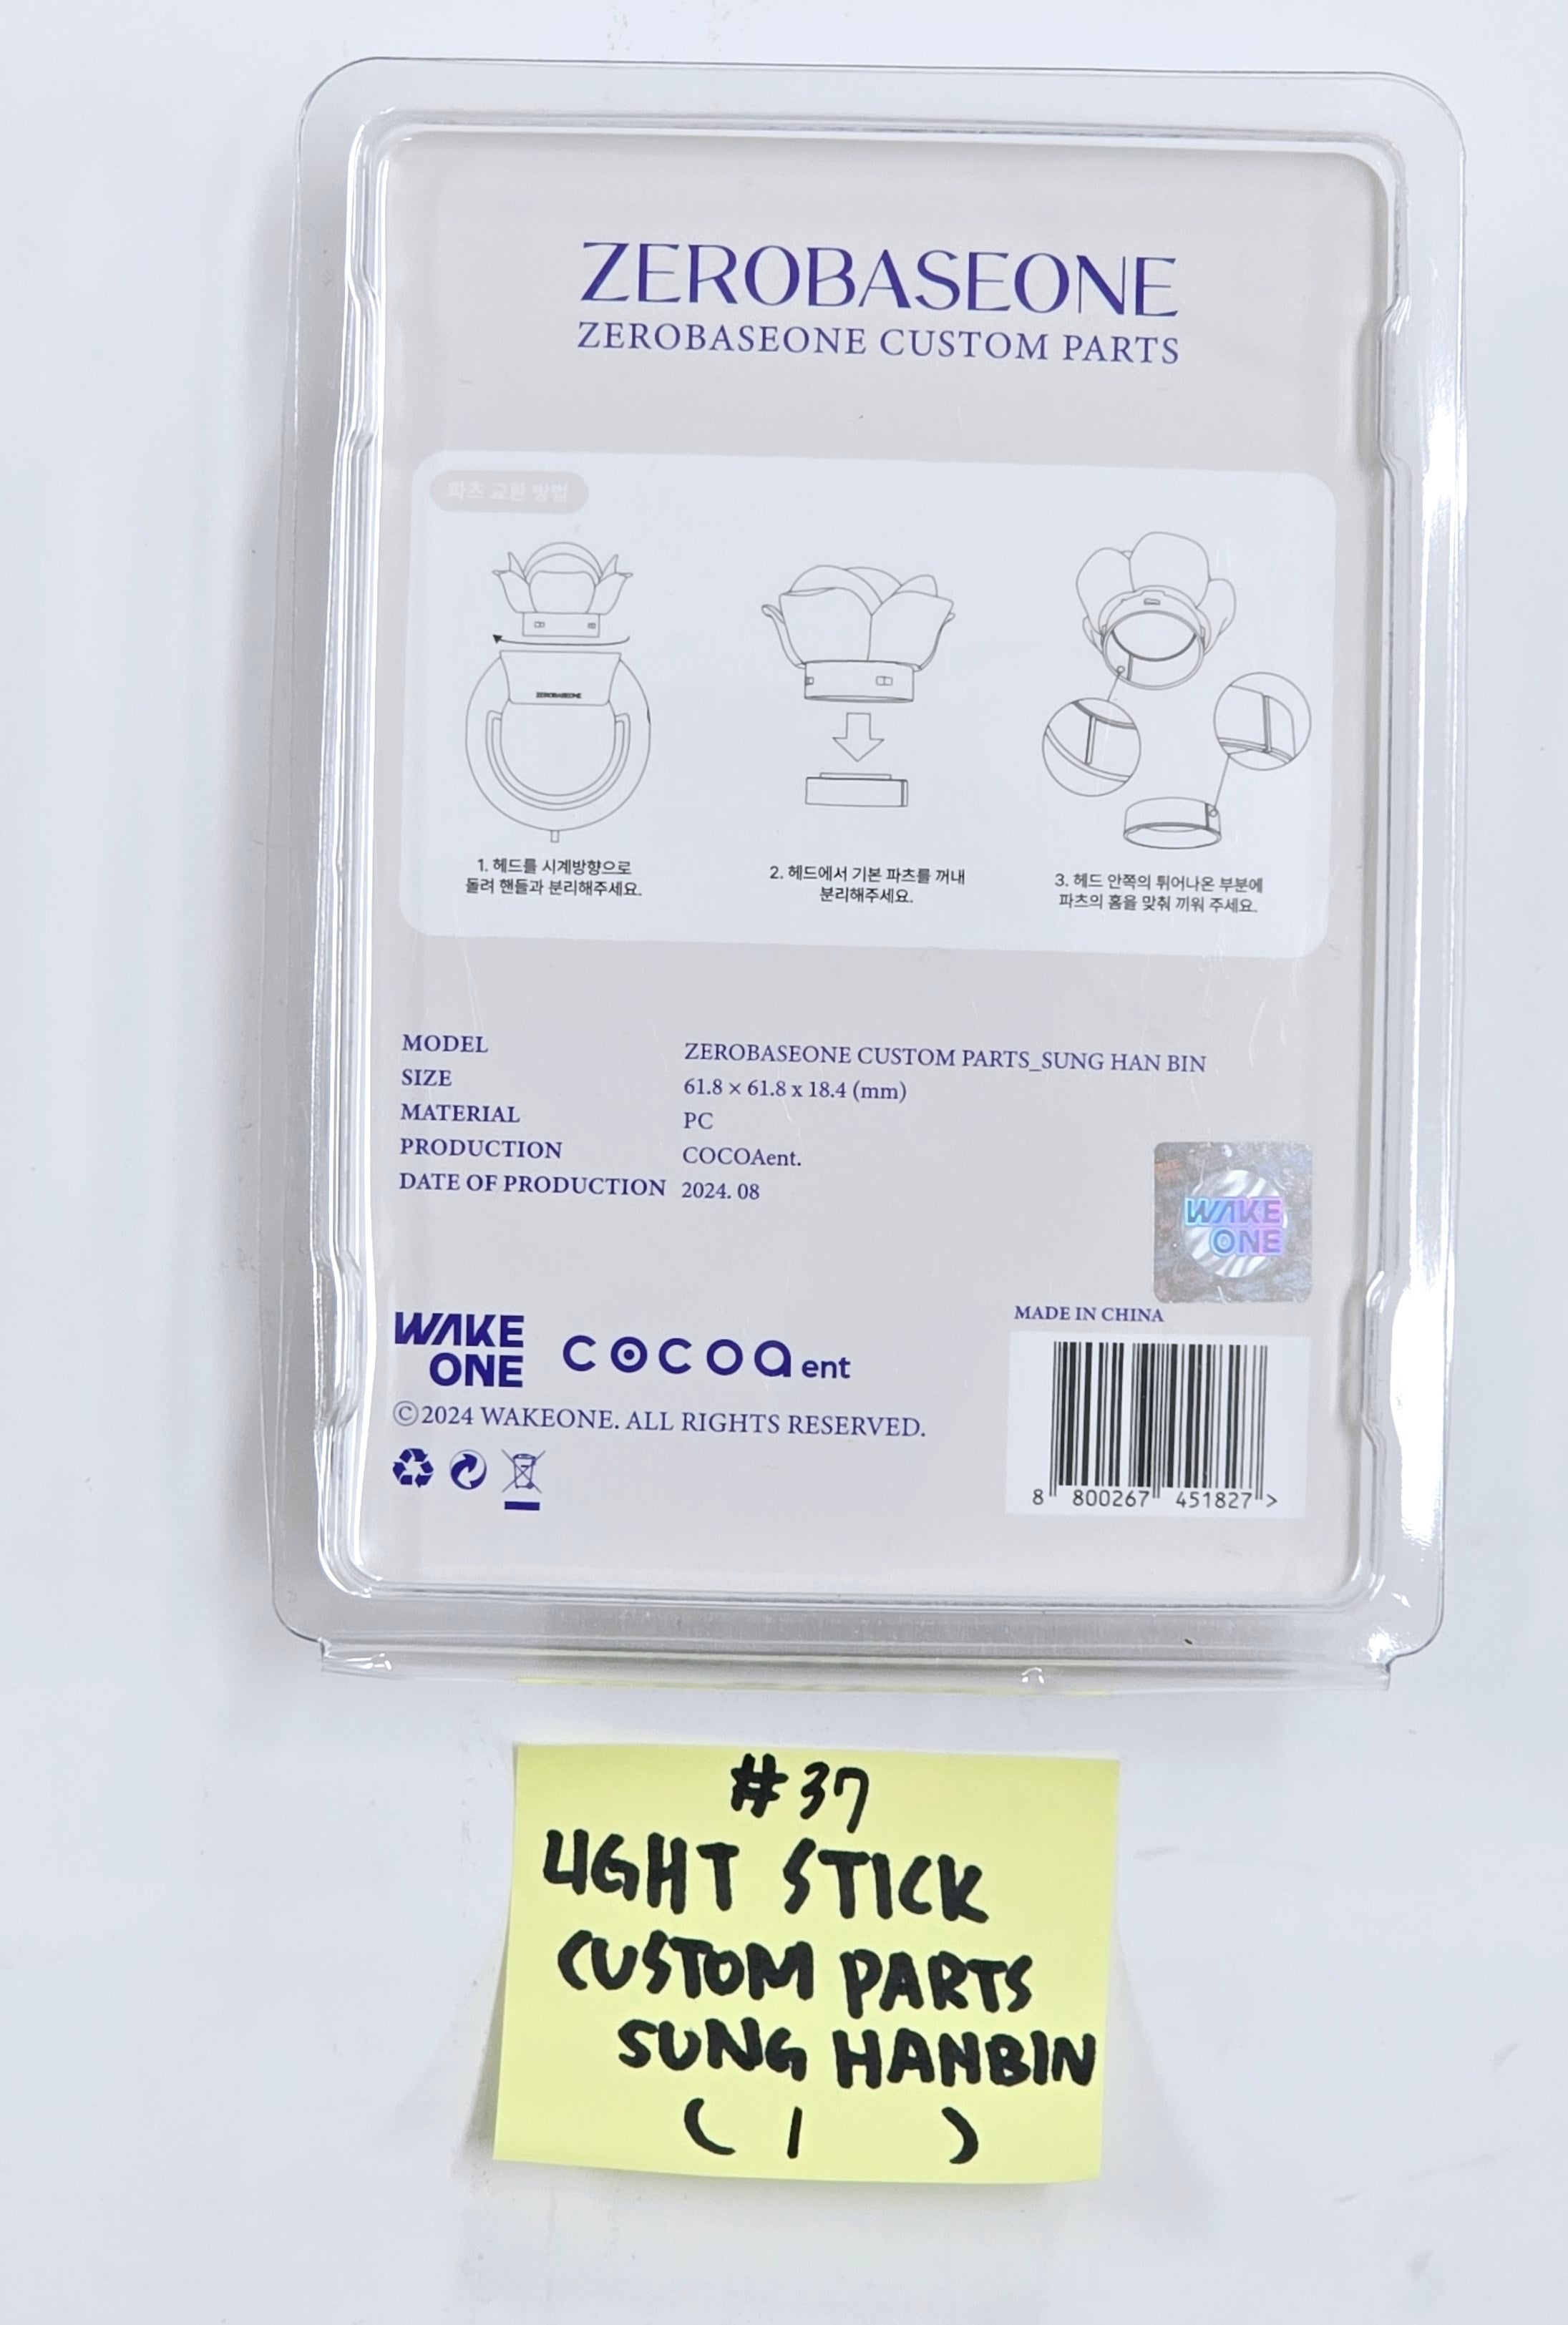 ZEROBASEONE
ZEROBASEONE CUSTOM PARTS
파츠 교환 방법
ZEROBASEONE
1. 헤드를 시계방향으로
돌려 핸들과 분리해주세요.
2. 헤드에서 기본 파츠를 꺼내
분리해주세요.
3. 헤드 안쪽의 튀어나온 부분에
파츠의 홈을 맞춰 끼워 주세요.
MODEL ZEROBASEONE CUSTOM PARTS_SUNG HAN BIN
SIZE 61.8 × 61.8 x 18.4 (mm)
MATERIAL PC
PRODUCTION COCOAent.
DATE OF PRODUCTION 2024. 08
WAKE
ONE
MADE IN CHINA
WAKE
ONE
cocoa ent
©2024 WAKEONE. ALL RIGHTS RESERVED.
8 800267 451827 >
#37
LIGHT STICK
CUSTOM PARTS
SUNG HANBIN
( 1 )